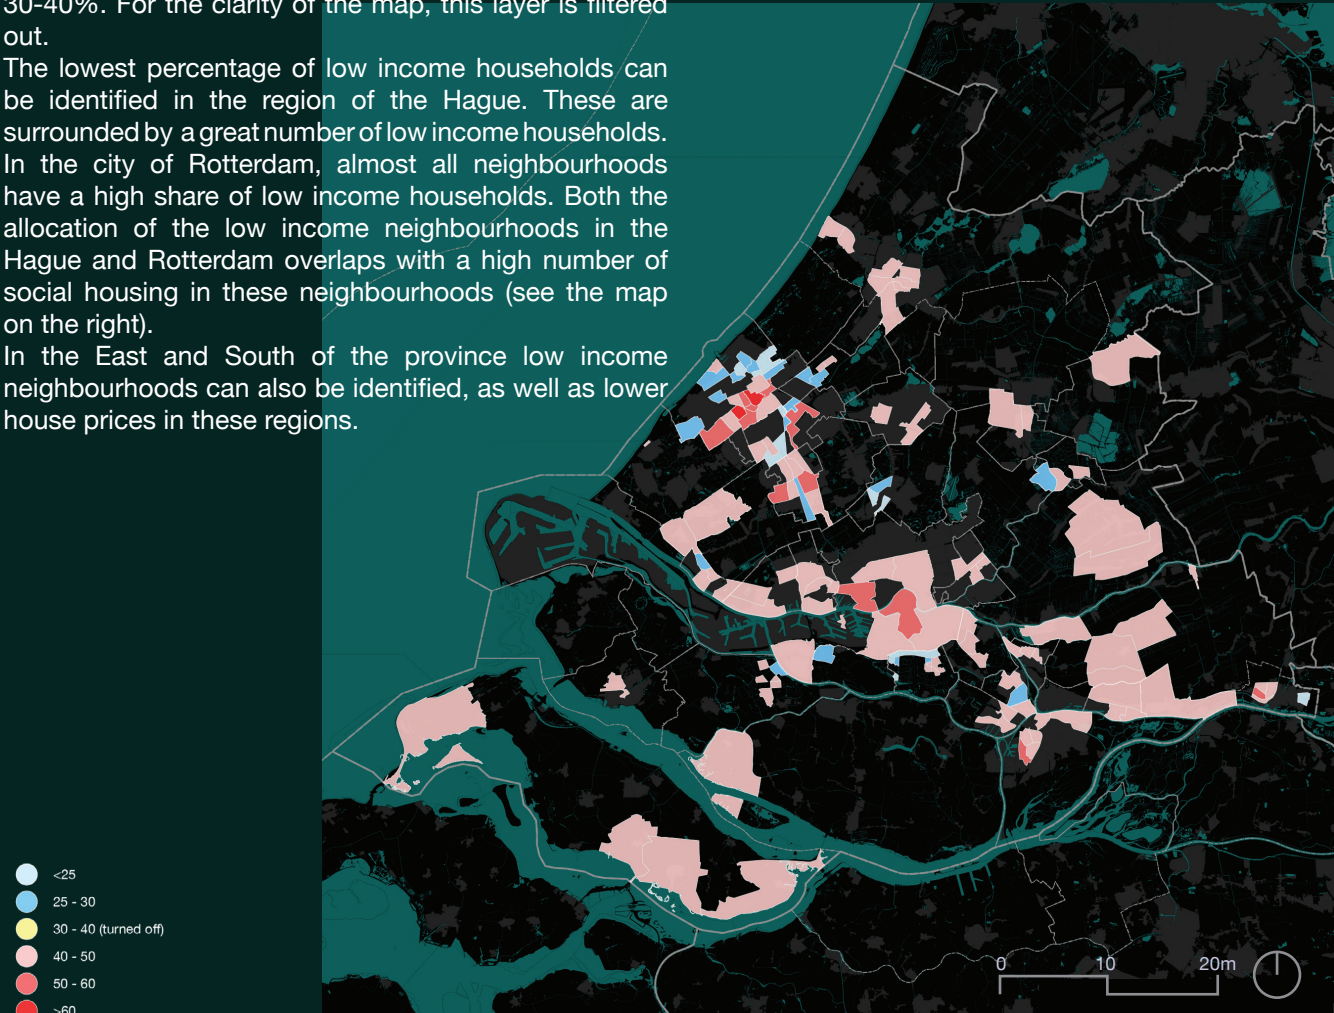 30-40%. For the clarity of the map, this layer is filtered
out.
The lowest percentage of low income households can
be identified in the region of the Hague. These are
surrounded by a great number of low income households.
In the city of Rotterdam, almost all neighbourhoods
have a high share of low income households. Both the
allocation of the low income neighbourhoods in the
Hague and Rotterdam overlaps with a high number of
social housing in these neighbourhoods (see the map
on the right).
In the East and South of the province low income
neighbourhoods can also be identified, as well as lower
house prices in these regions.
<25
25 - 30
30 - 40 (turned off)
40 - 50
50 - 60
>60
0 10 20m